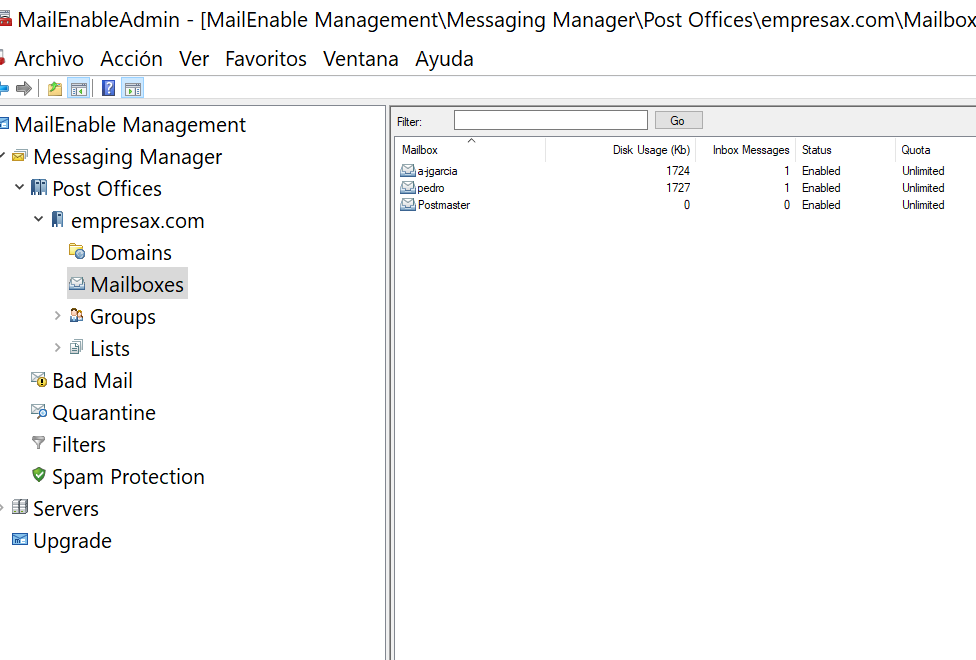 MailEnableAdmin - [MailEnable Management\Messaging Manager\Post Offices\empresax.com\Mailbox
Archivo Acción Ver Favoritos Ventana Ayuda
MailEnable Management
Messaging Manager
Post Offices
empresax.com
Domains
Mailboxes
Groups
Lists
Bad Mail
Quarantine
Filters
Spam Protection
Servers
Upgrade
Filter: Go
Mailbox Disk Usage (Kb) Inbox Messages Status Quota
a-jgarcia 1724 1 Enabled Unlimited
pedro 1727 1 Enabled Unlimited
Postmaster 0 0 Enabled Unlimited